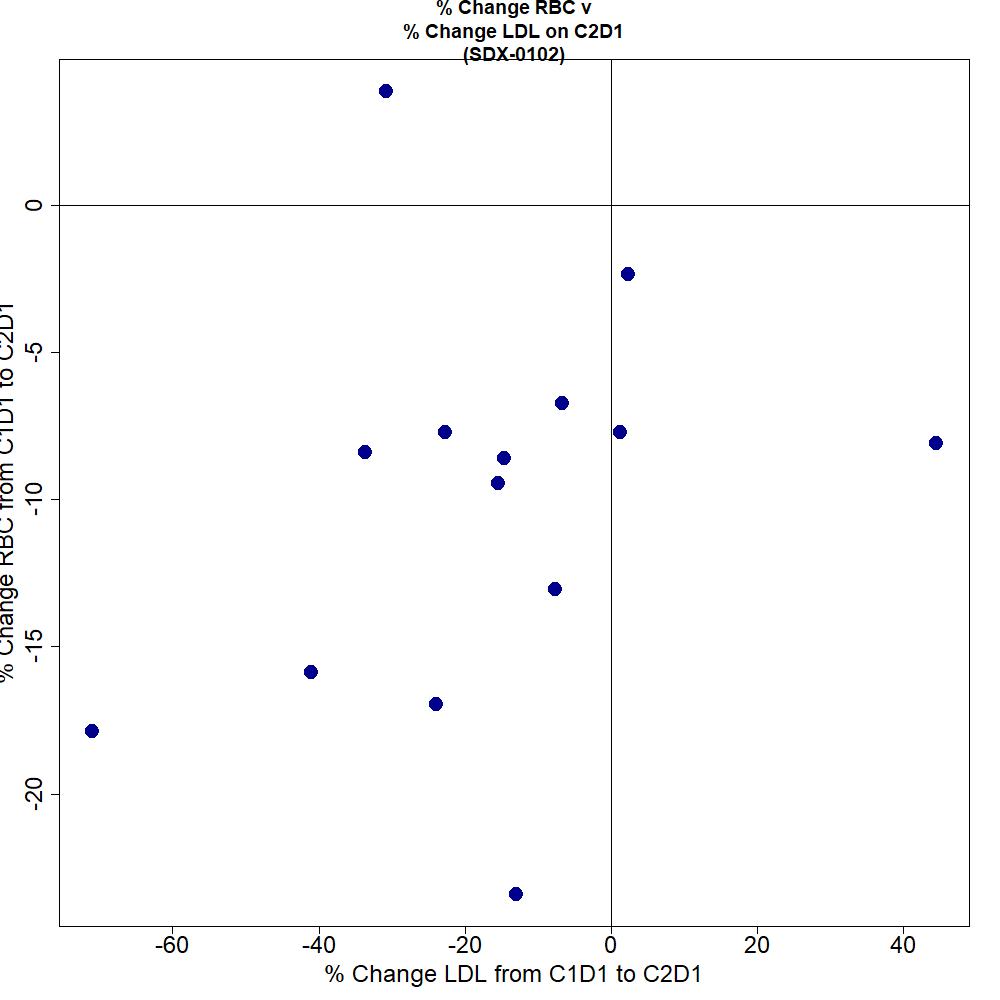 % Change RBC v
% Change LDL on C2D1
(SDX-0102)
% Change RBC from C1D1 to C2D1
0
-5
-10
-15
-20
-60
-40
-20
0
20
40
% Change LDL from C1D1 to C2D1